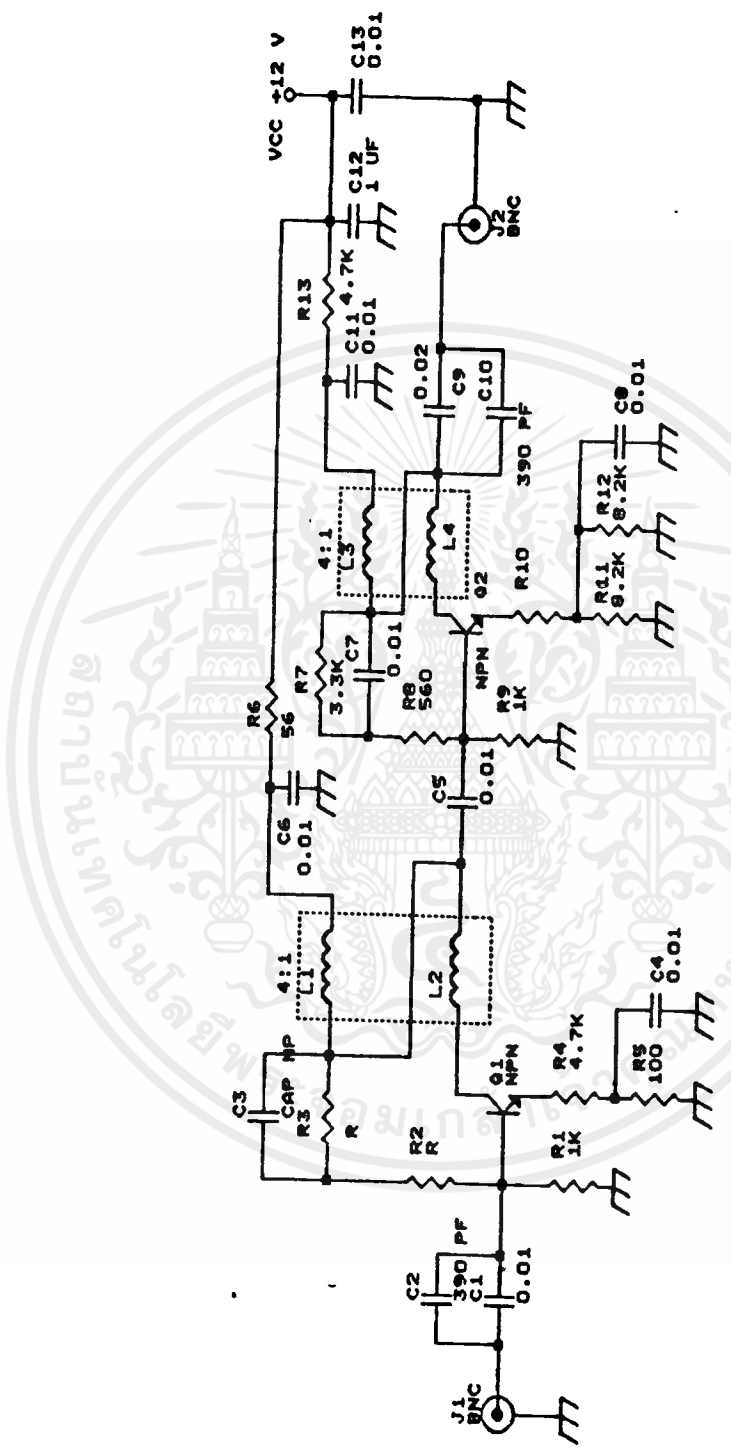 J1
BNC
C2
390 PF
C1
0.01
C3
CAP NP
R3
R
R2
R
R1
1K
Q1
NPN
R4
4.7K
R5
100
C4
0.01
4:1
L1
L2
C6
0.01
R6
56
C5
0.01
R7
3.3K
C7
0.01
R8
560
R9
1K
NPN
Q2
4:1
L3
L4
R10
R11
8.2K
R12
8.2K
C8
0.01
0.02
C9
C10
390 PF
R13
4.7K
C11
0.01
C12
1 UF
VCC +12 V
C13
0.01
J2
BNC